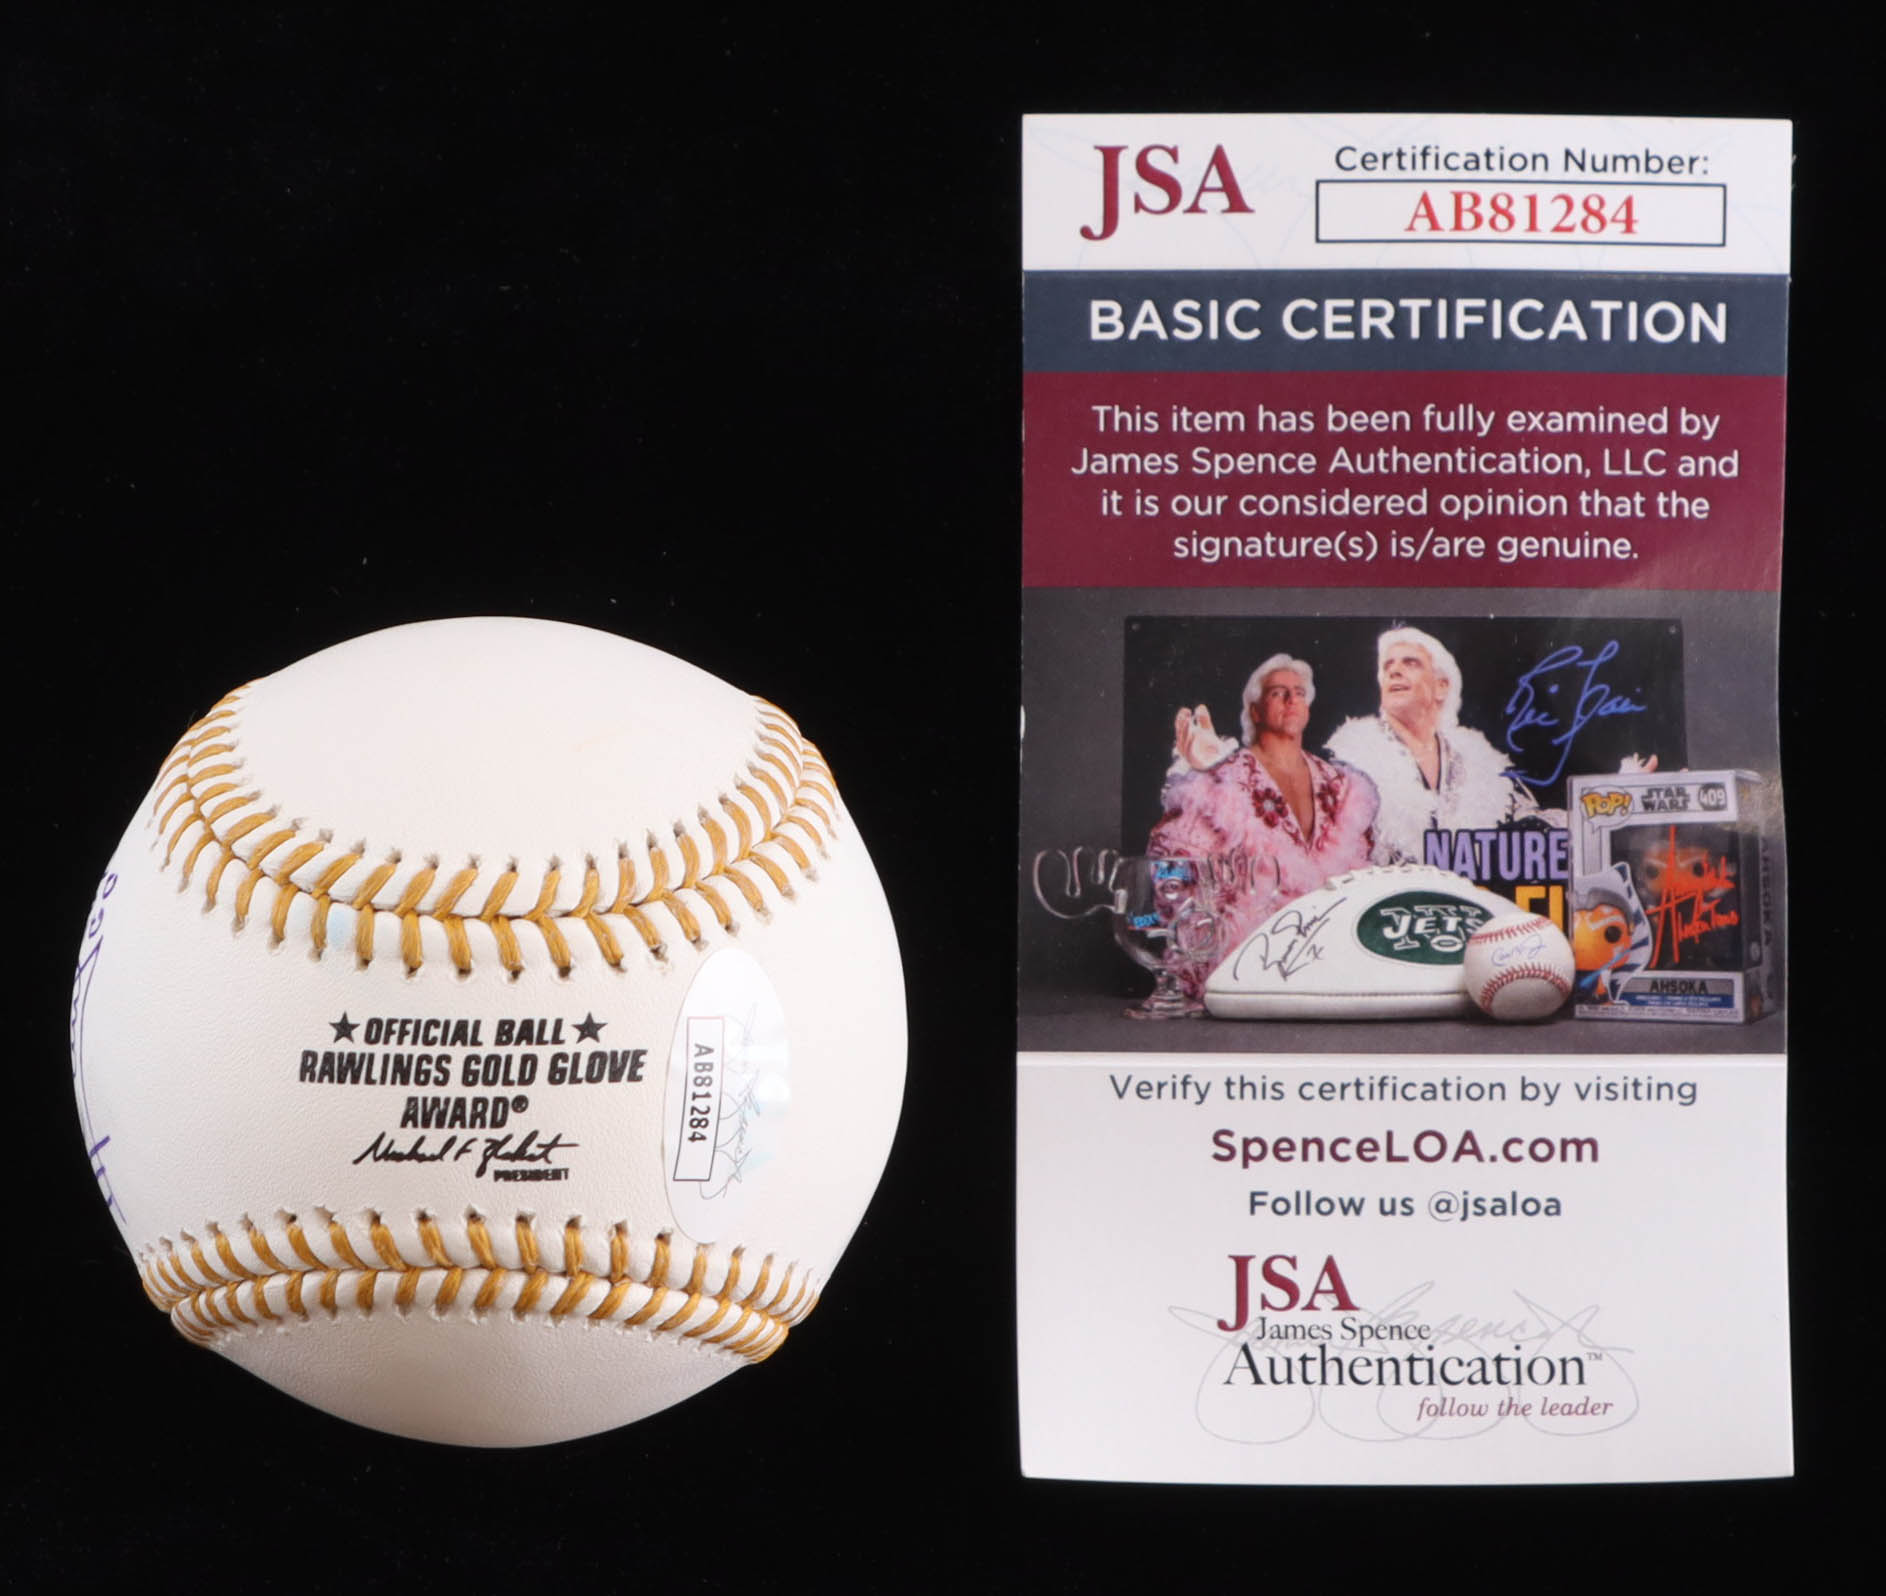 ★OFFICIAL BALL★
RAWLINGS GOLD GLOVE
AWARD®
PRESIDENT
AB81284
JSA
Certification Number:
AB81284
BASIC CERTIFICATION
This item has been fully examined by
James Spence Authentication, LLC and
it is our considered opinion that the
signature(s) is/are genuine.
NATURE
POP!
STAR
WARS
409
JETS
AHSOKA
AHSOKA
Verify this certification by visiting
SpenceLOA.com
Follow us @jsaloa
JSA
James Spence
Authentication™
follow the leader